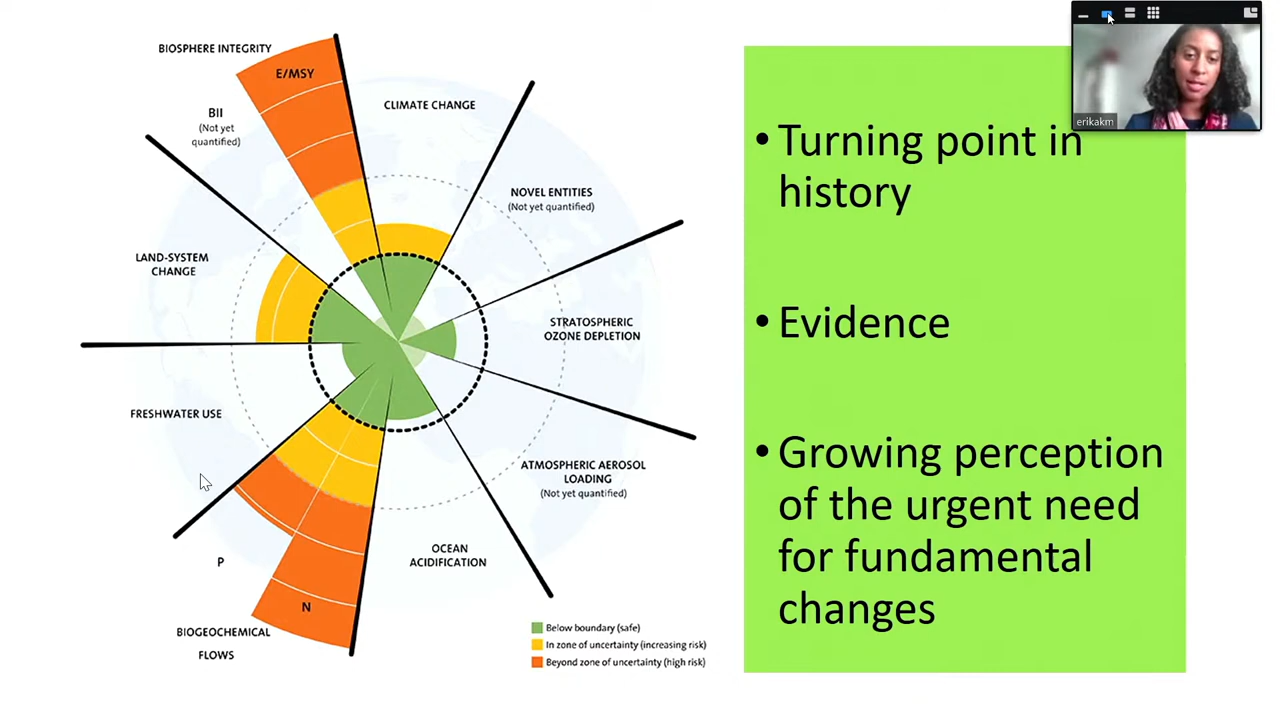 BIOSPHERE INTEGRITY
E/MSY
BII
(Not yet
quantified)
CLIMATE CHANGE
NOVEL ENTITIES
(Not yet quantified)
LAND-SYSTEM
CHANGE
STRATOSPHERIC
OZONE DEPLETION
FRESHWATER USE
ATMOSPHERIC AEROSOL
LOADING
(Not yet quantified)
P
OCEAN
ACIDIFICATION
N
BIOGEOCHEMICAL
FLOWS
Below boundary (safe)
In zone of uncertainty (increasing risk)
Beyond zone of uncertainty (high risk)
• Turning point in
history
• Evidence
• Growing perception
of the urgent need
for fundamental
changes
erikakm